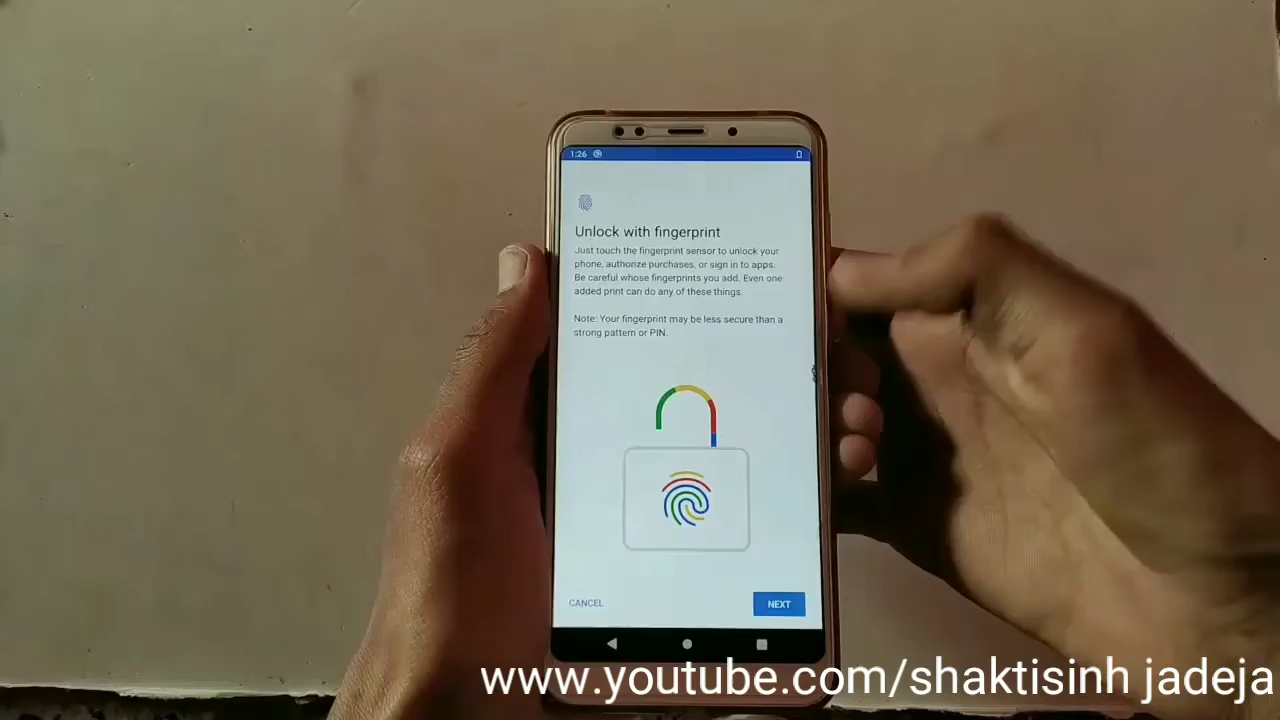 1:26
Unlock with fingerprint
Just touch the fingerprint sensor to unlock your
phone, authorize purchases, or sign in to apps.
Be careful whose fingerprints you add. Even one
added print can do any of these things.
Note: Your fingerprint may be less secure than a
strong pattern or PIN.
CANCEL
NEXT
www.youtube.com/shaktisinh jadeja